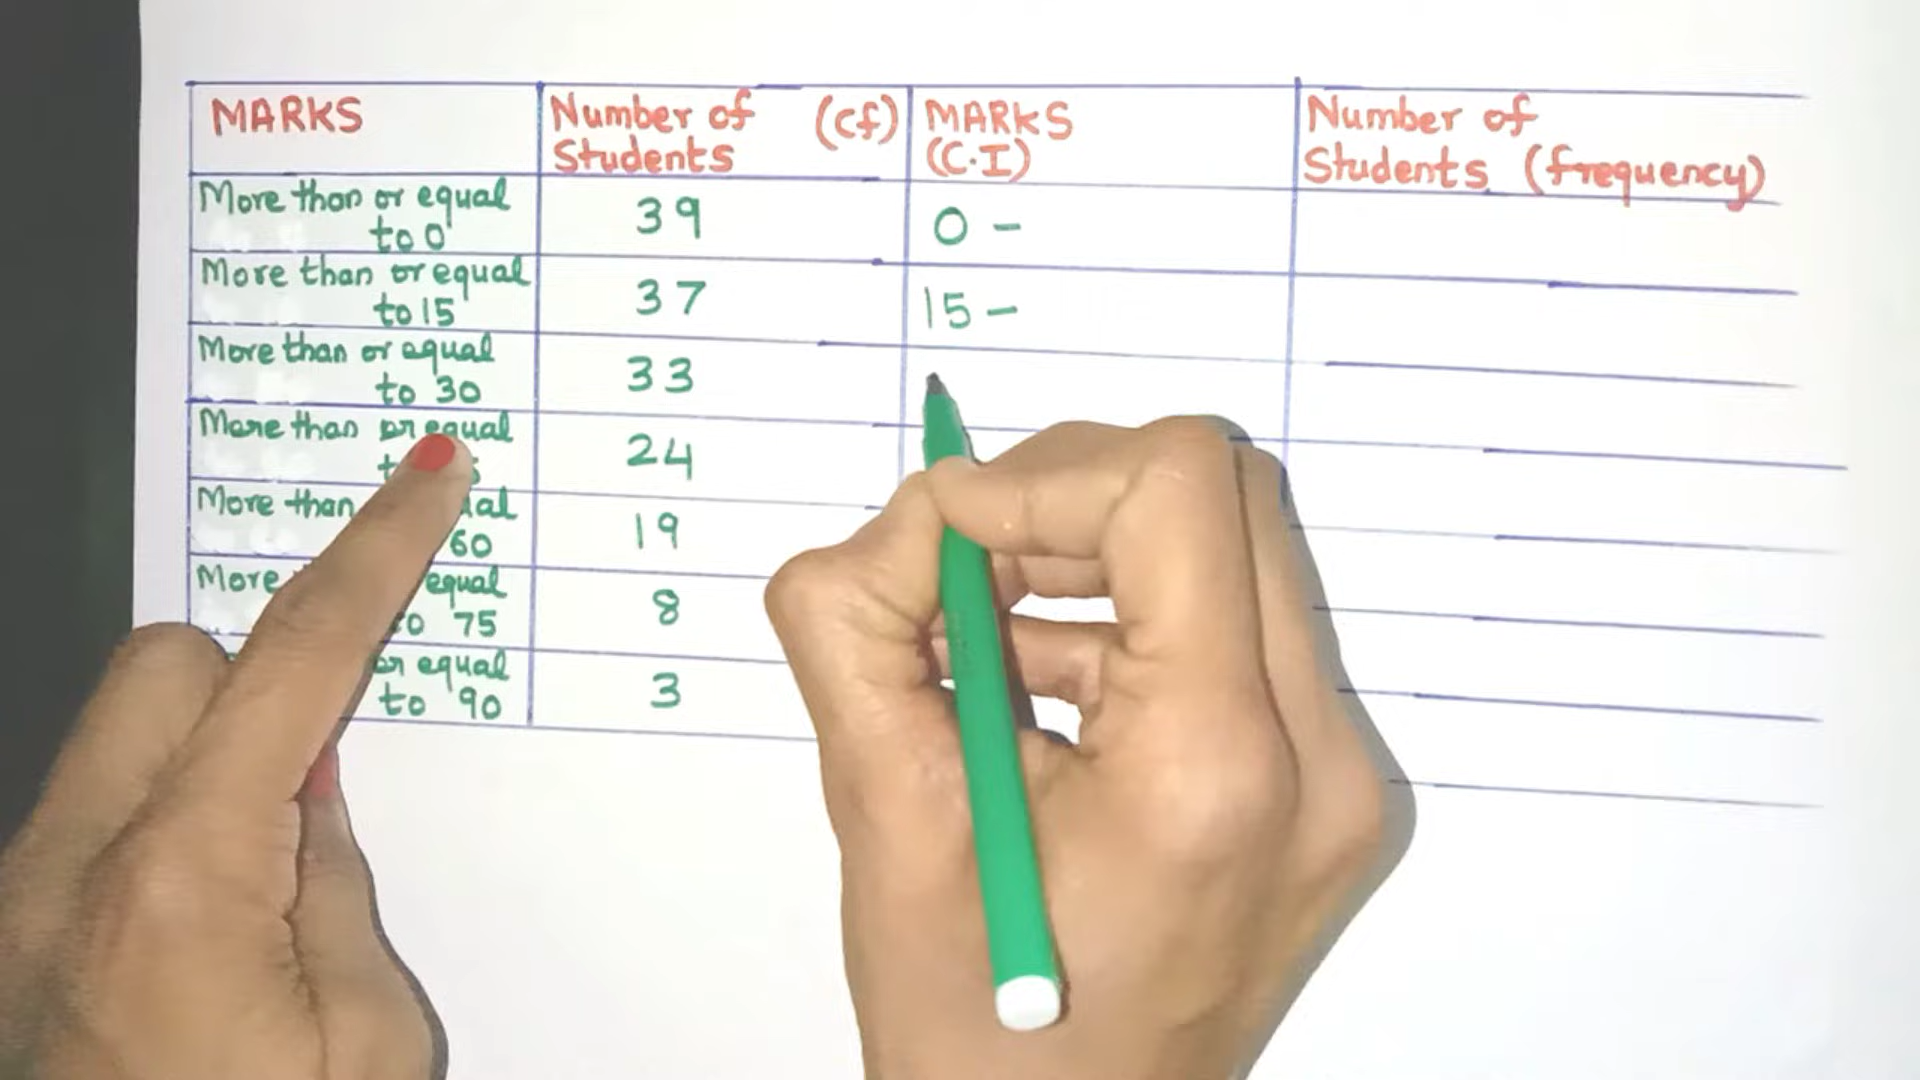 MARKS
Number of (cf)
Students
MARKS
(C.I)
Number of
Students (frequency)
More than or equal
to 0
39
0 -
More than or equal
to 15
37
15 -
More than or equal
to 30
33
More than or equal
24
More than
60
19
More equal
to 75
8
or equal
to 90
3